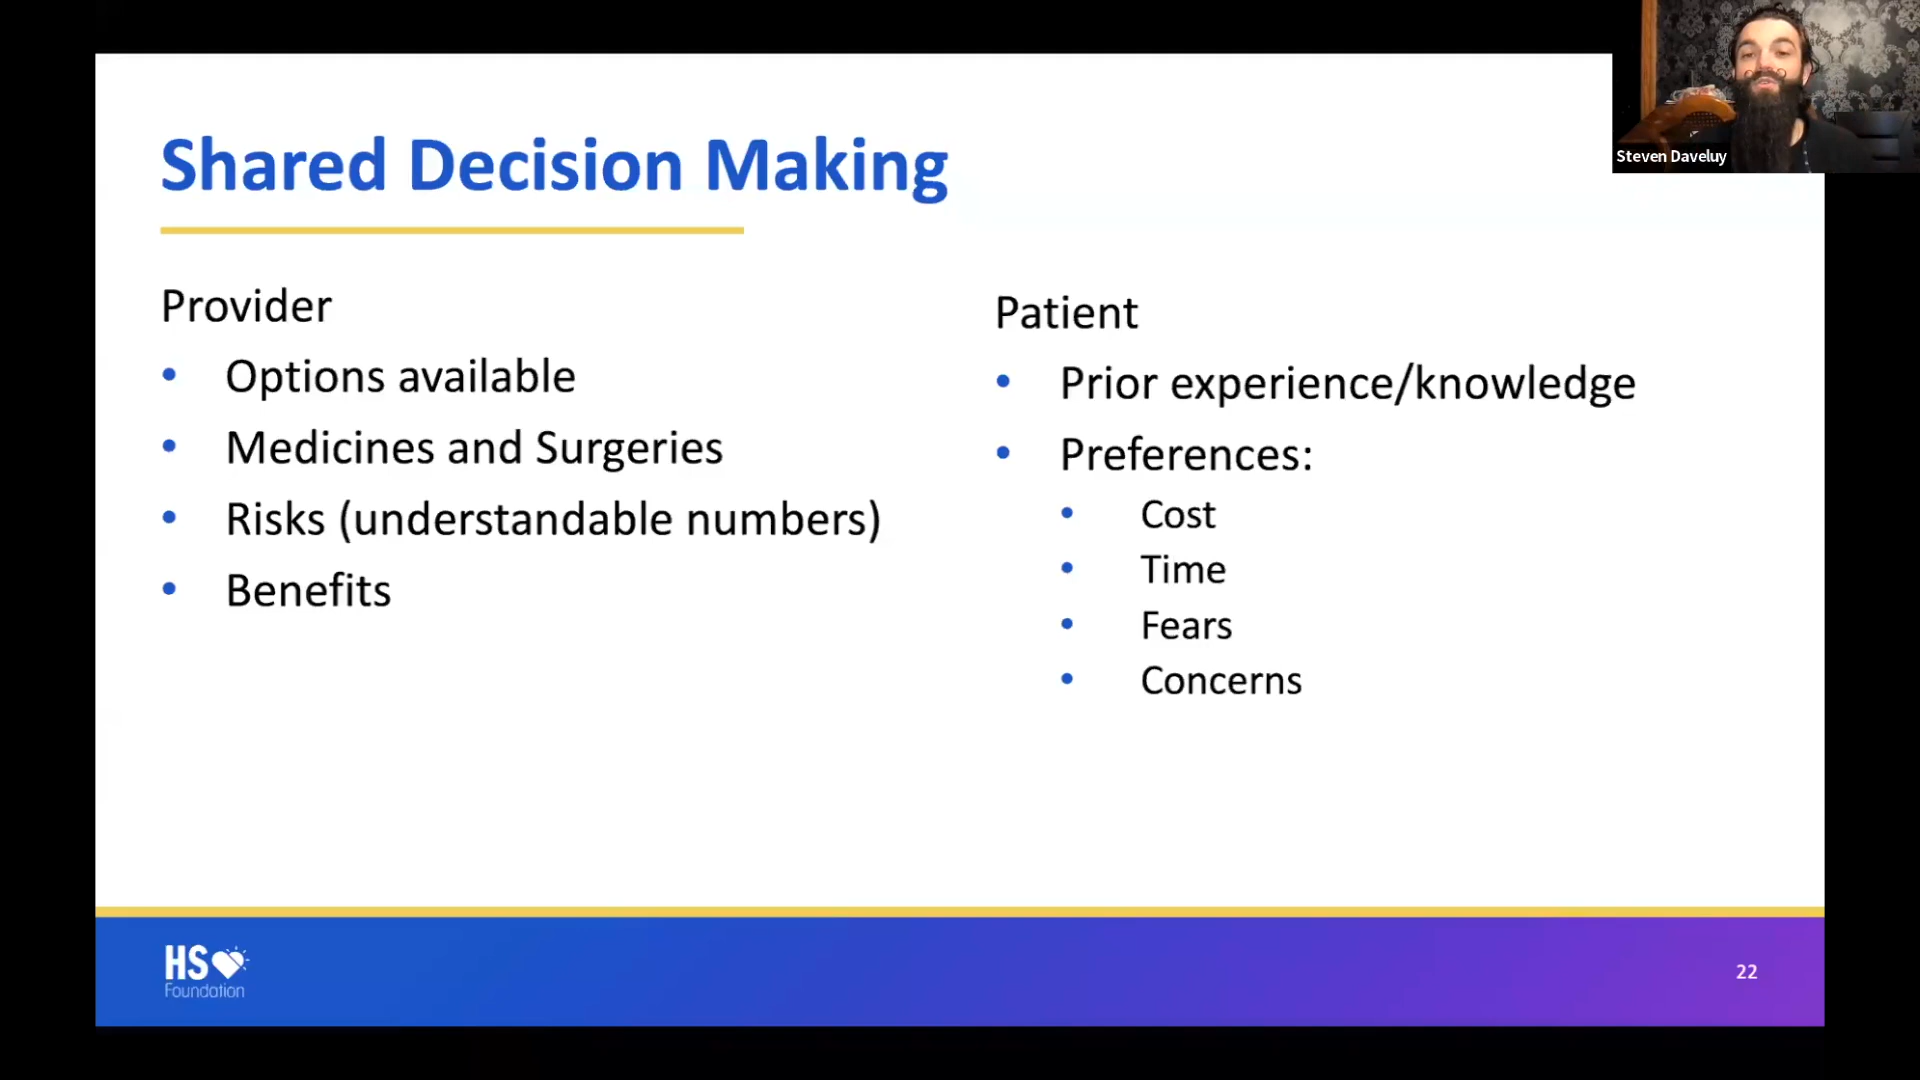 Steven Daveluy
Shared Decision Making
Provider
• Options available
• Medicines and Surgeries
• Risks (understandable numbers)
• Benefits
Patient
• Prior experience/knowledge
• Preferences:
• Cost
• Time
• Fears
• Concerns
HS
Foundation
22